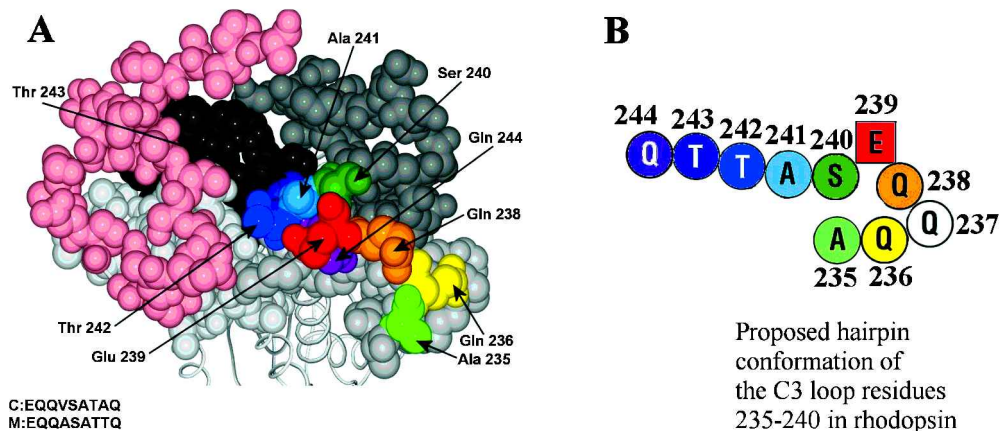 A
Ala 241
Ser 240
Thr 243
Gln 244
Gln 238
Thr 242
Glu 239
Gln 236
Ala 235
C:EQQVSATAQ
M:EQQASATTQ
B
239
244 243 242 241 240
Q T T A S E
Q 238
A Q Q 237
235 236
Proposed hairpin
conformation of
the C3 loop residues
235-240 in rhodopsin